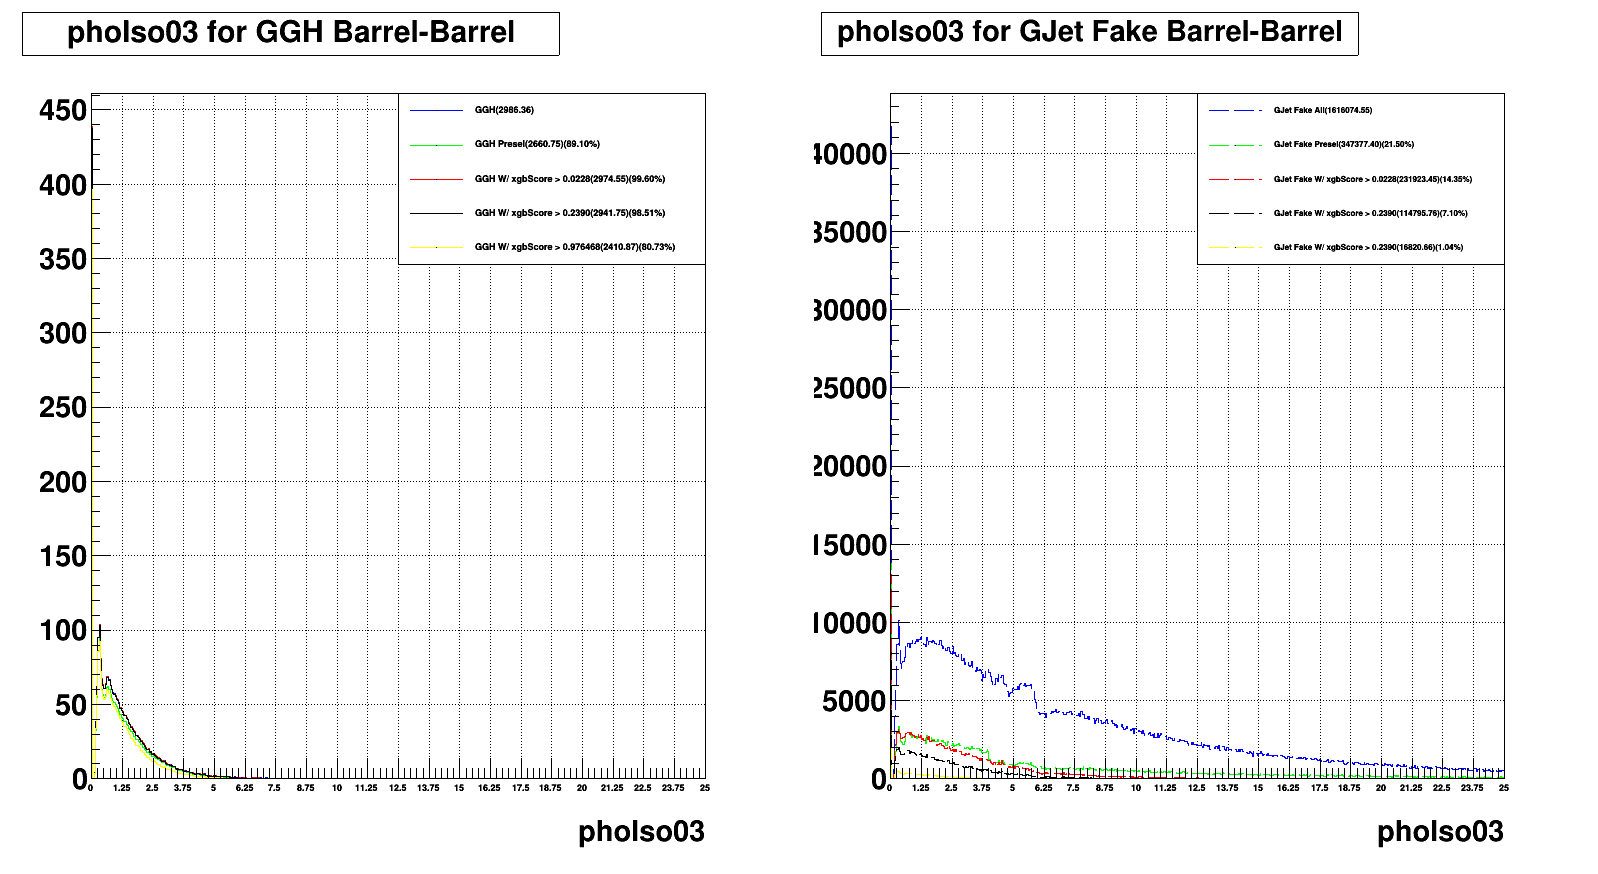 phoIso03 for GGH Barrel-Barrel
450
400
350
300
250
200
150
100
50
0
GGH(2986.36)
GGH Presel(2660.75)(89.10%)
GGH W/ xgbScore > 0.0228(2974.55)(99.60%)
GGH W/ xgbScore > 0.2390(2941.75)(98.51%)
GGH W/ xgbScore > 0.976468(2410.87)(80.73%)
0 1.25 2.5 3.75 5 6.25 7.5 8.75 10 11.25 12.5 13.75 15 16.25 17.5 18.75 20 21.25 22.5 23.75 25
phoIso03
phoIso03 for GJet Fake Barrel-Barrel
40000
35000
30000
25000
20000
15000
10000
5000
0
GJet Fake All(1616074.55)
GJet Fake Presel(347377.40)(21.50%)
GJet Fake W/ xgbScore > 0.0228(231923.45)(14.35%)
GJet Fake W/ xgbScore > 0.2390(114795.76)(7.10%)
GJet Fake W/ xgbScore > 0.2390(16820.66)(1.04%)
0 1.25 2.5 3.75 5 6.25 7.5 8.75 10 11.25 12.5 13.75 15 16.25 17.5 18.75 20 21.25 22.5 23.75 25
phoIso03